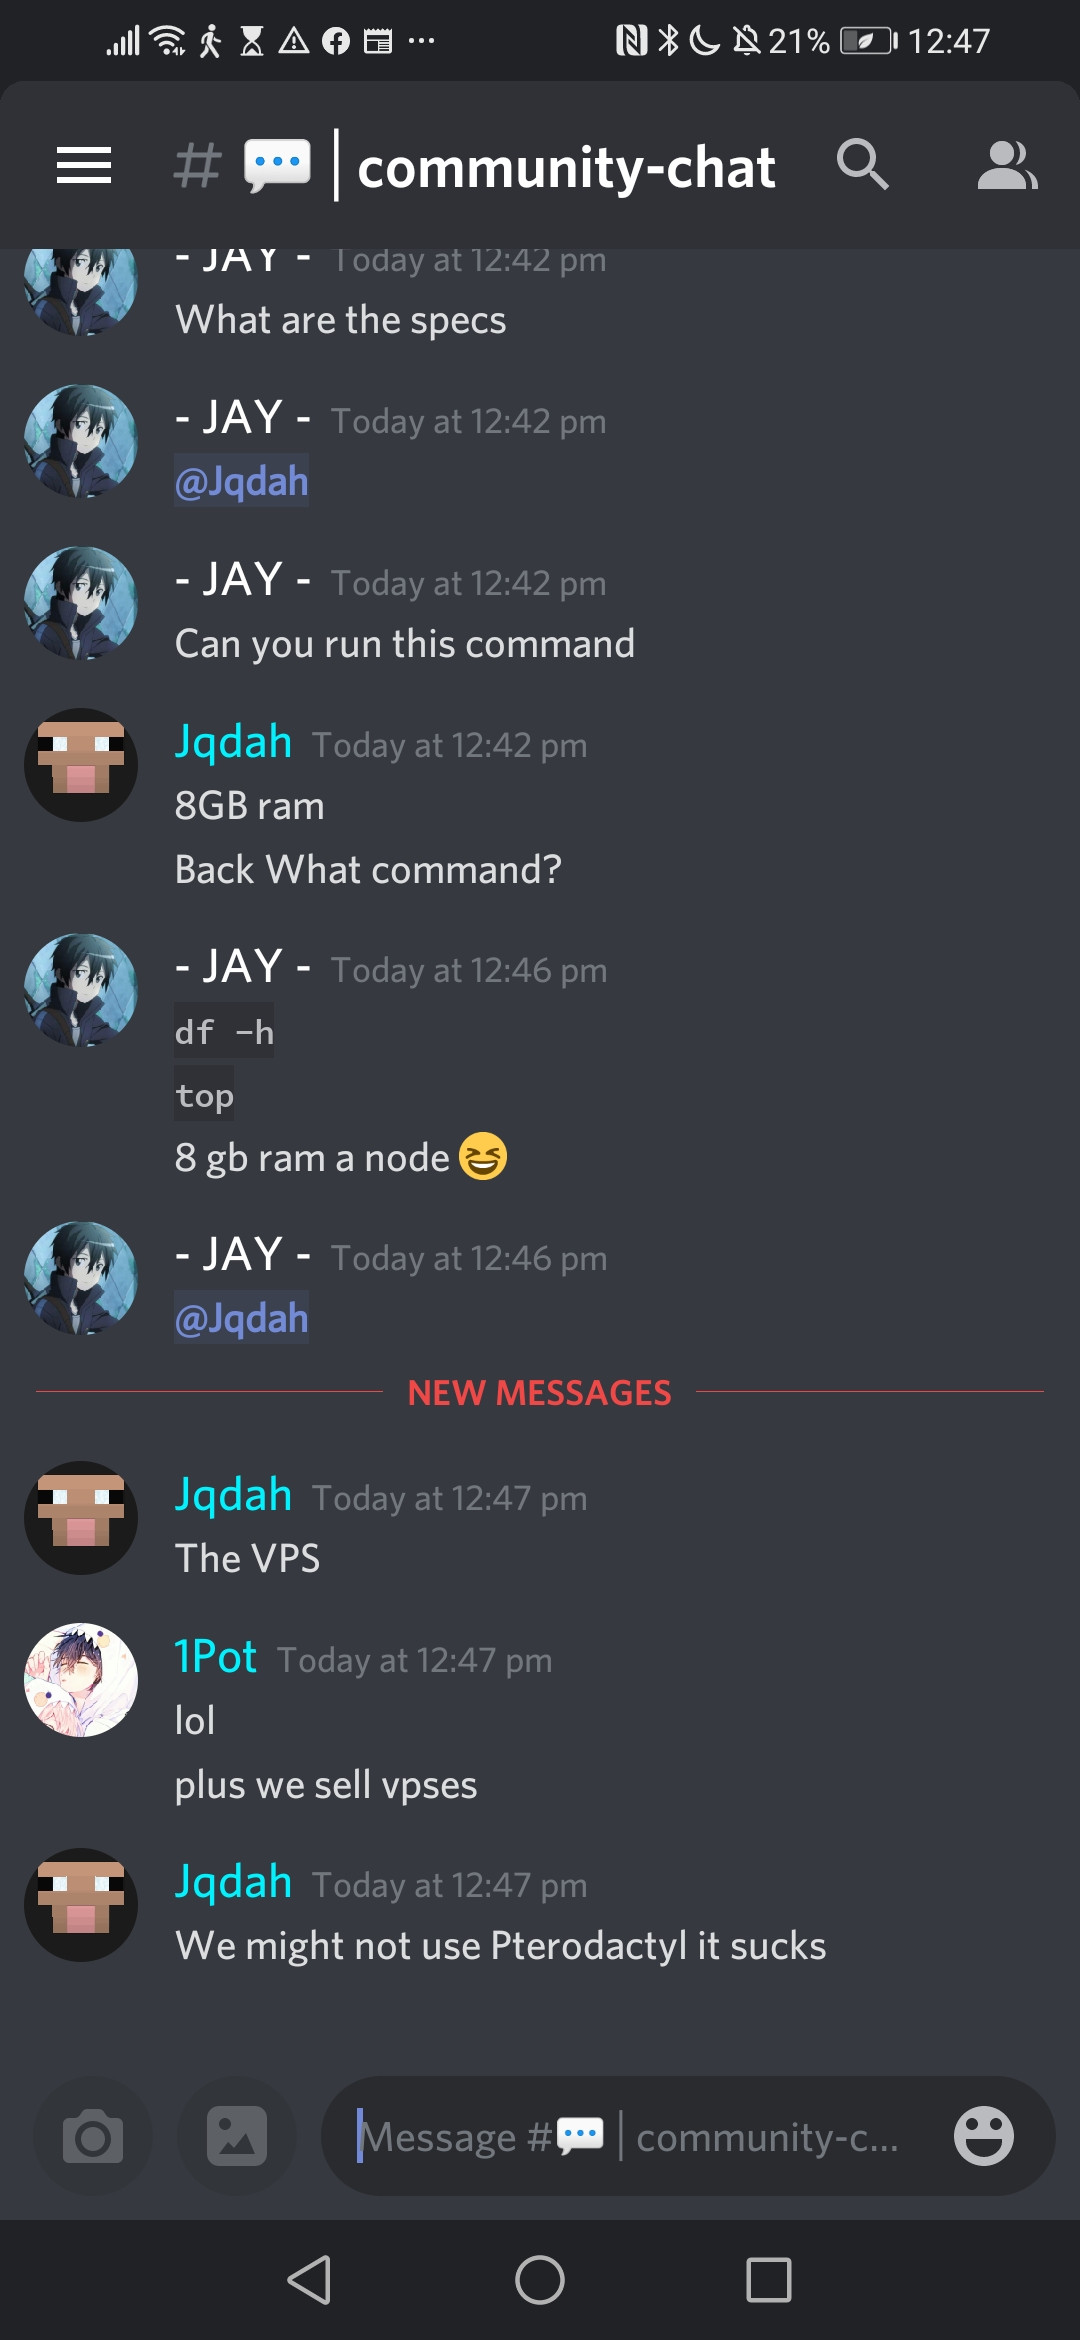 21% 12:47
# 💬 | community-chat
- JAY - Today at 12:42 pm
What are the specs
- JAY - Today at 12:42 pm
@Jqdah
- JAY - Today at 12:42 pm
Can you run this command
Jqdah Today at 12:42 pm
8GB ram
Back What command?
- JAY - Today at 12:46 pm
df -h
top
8 gb ram a node 😆
- JAY - Today at 12:46 pm
@Jqdah
NEW MESSAGES
Jqdah Today at 12:47 pm
The VPS
1Pot Today at 12:47 pm
lol
plus we sell vpses
Jqdah Today at 12:47 pm
We might not use Pterodactyl it sucks
Message #💬 | community-c...